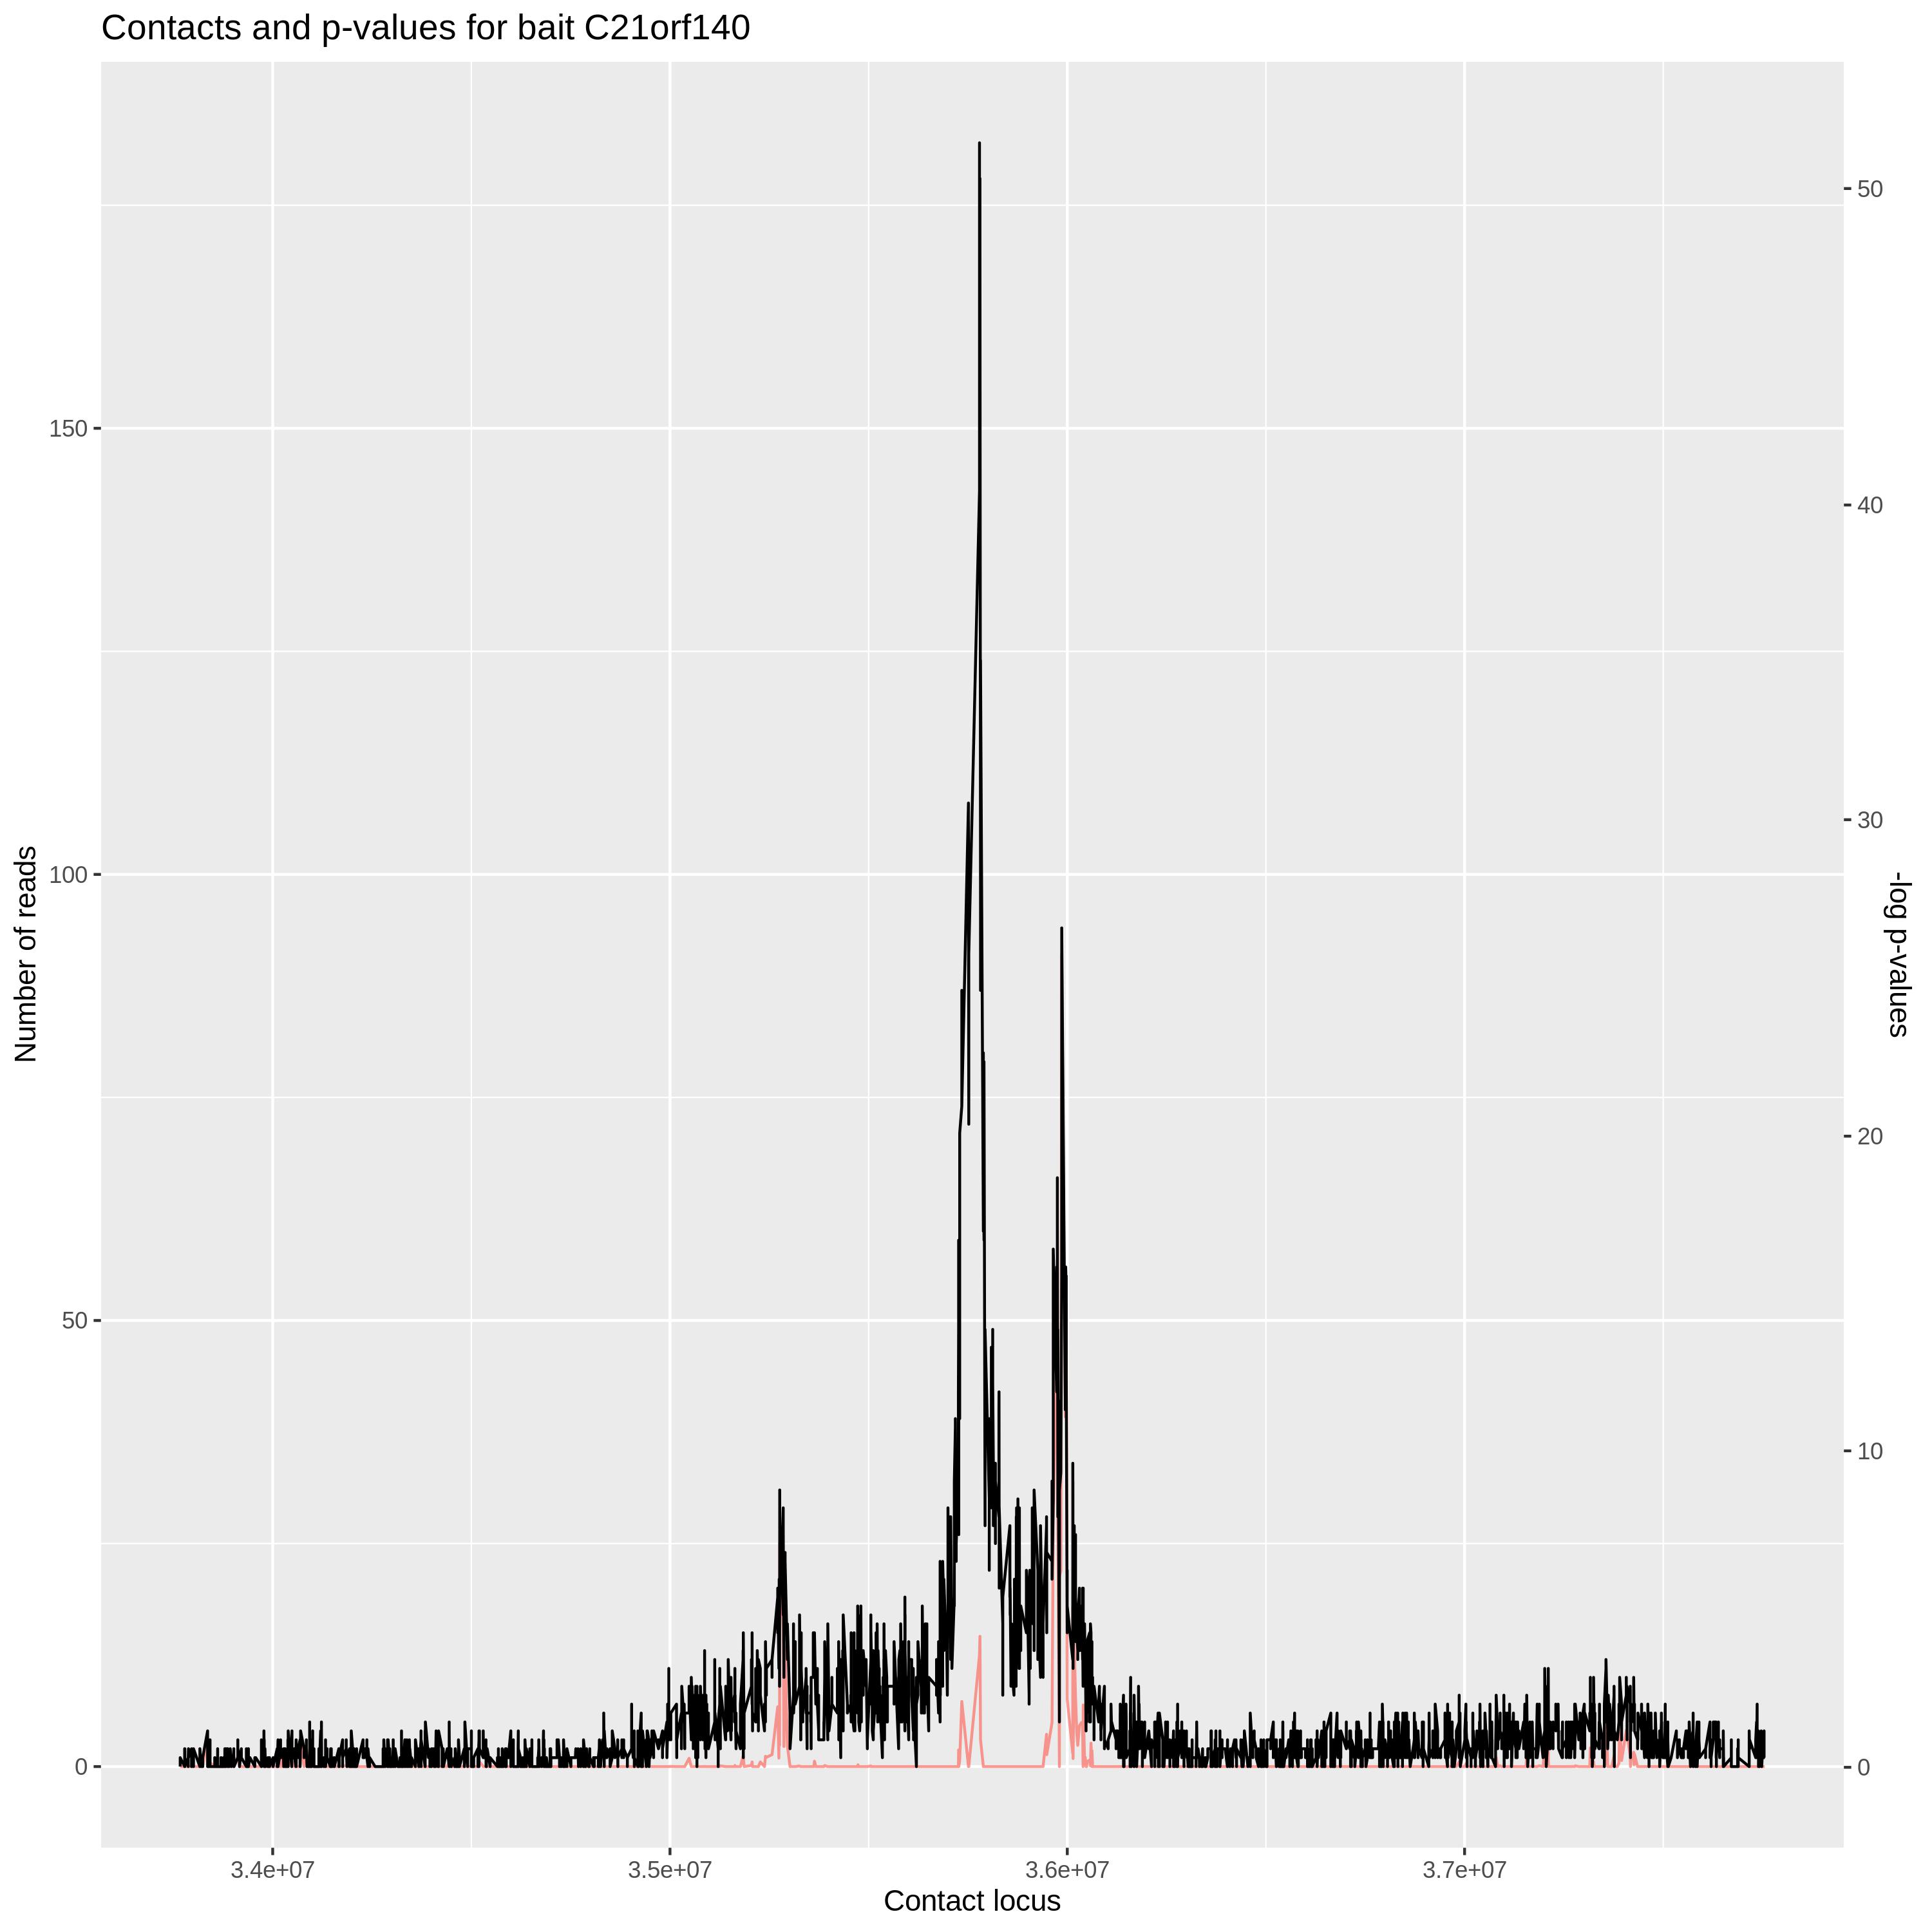 Contacts and p-values for bait C21orf140
Number of reads
150
100
50
0
50
40
30
20
10
0
-log p-values
3.4e+07
3.5e+07
3.6e+07
3.7e+07
Contact locus